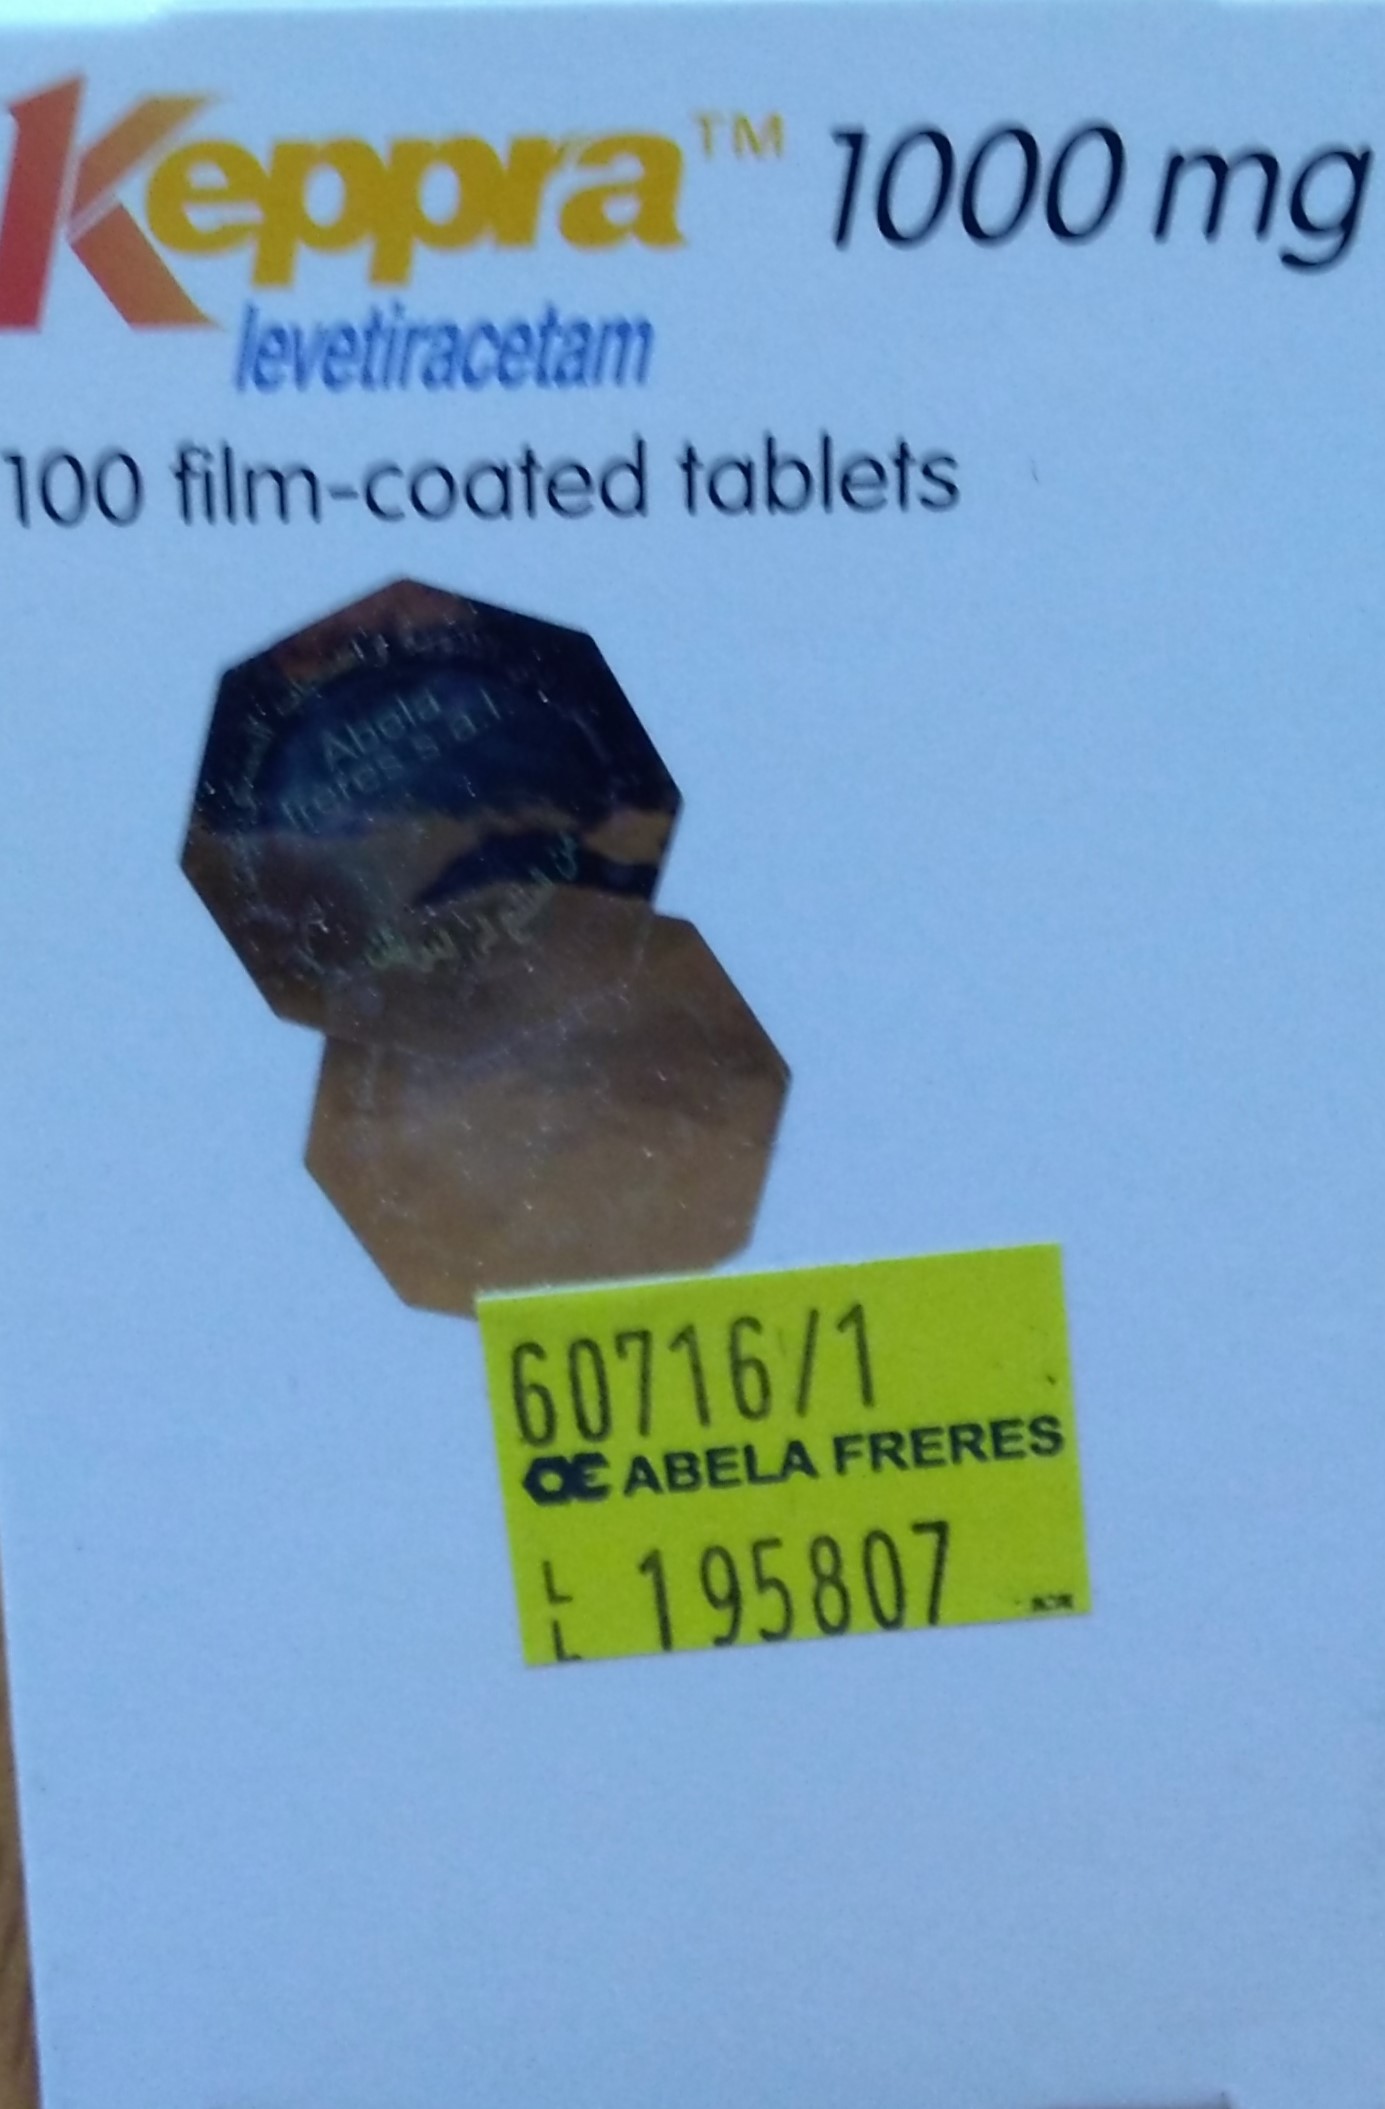 Keppra™ 1000 mg
levetiracetam
100 film-coated tablets
Abela
freres s.a.l
60716/1
ABELA FRERES
L
L 195807